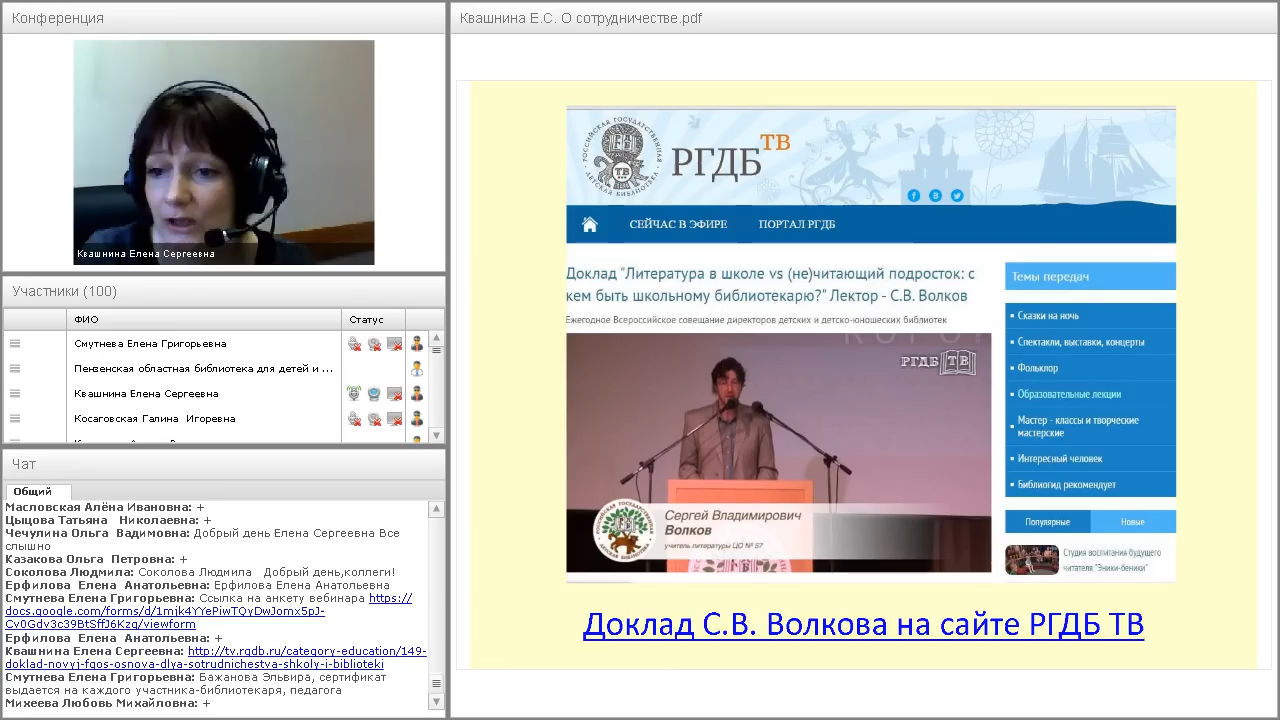 Конференция
Квашнина Елена Сергеевна
Участники (100)
ФИО Статус
Смутнева Елена Григорьевна
Пензенская областная библиотека для детей и '...
Квашнина Елена Сергеевна
Косаговская Галина Игоревна
Чат
Общий
Масловская Алёна Ивановна: +
Цыцова Татьяна Николаевна: +
Чечулина Ольга Вадимовна: Добрый день Елена Сергеевна Все
слышно
Казакова Ольга Петровна: +
Соколова Людмила: Соколова Людмила . Добрый день,коллеги!
Ерфилова Елена Анатольевна: Ерфилова Елена Анатольевна
Смутнева Елена Григорьевна: Ссылка на анкету вебинара https://
docs.google.com/forms/d/1mjk4YYePiwTQyDwJomx5pJ-
Cv0Gdv3c39BtSffJ6Kzg/viewform
Ерфилова Елена Анатольевна: +
Квашнина Елена Сергеевна: http://tv.rgdb.ru/category-education/149-
doklad-novyj-fgos-osnova-dlya-sotrudnichestva-shkoly-i-biblioteki
Смутнева Елена Григорьевна: Бажанова Эльвира, сертификат
выдается на каждого участника-библиотекаря, педагога
Михеева Любовь Михайловна: +
Квашнина Е.С. О сотрудничестве.pdf
РОССИЙСКАЯ ГОСУДАРСТВЕННАЯ ДЕТСКАЯ БИБЛИОТЕКА
ТВ
РГДБ ТВ
СЕЙЧАС В ЭФИРЕ ПОРТАЛ РГДБ
Доклад "Литература в школе vs (не)читающий подросток: с
кем быть школьному библиотекарю?" Лектор - С.В. Волков
Ежегодное Всероссийское совещание директоров детских и детско-юношеских библиотек
РГДБ ТВ
Сергей Владимирович
Волков
учитель литературы ЦО № 57
Темы передач
Сказки на ночь
Спектакли, выставки, концерты
Фольклор
Образовательные лекции
Мастер - классы и творческие
мастерские
Интересный человек
Библиогид рекомендует
Популярные Новые
Студия воспитания будущего
читателя "Эники-беники"
Доклад С.В. Волкова на сайте РГДБ ТВ